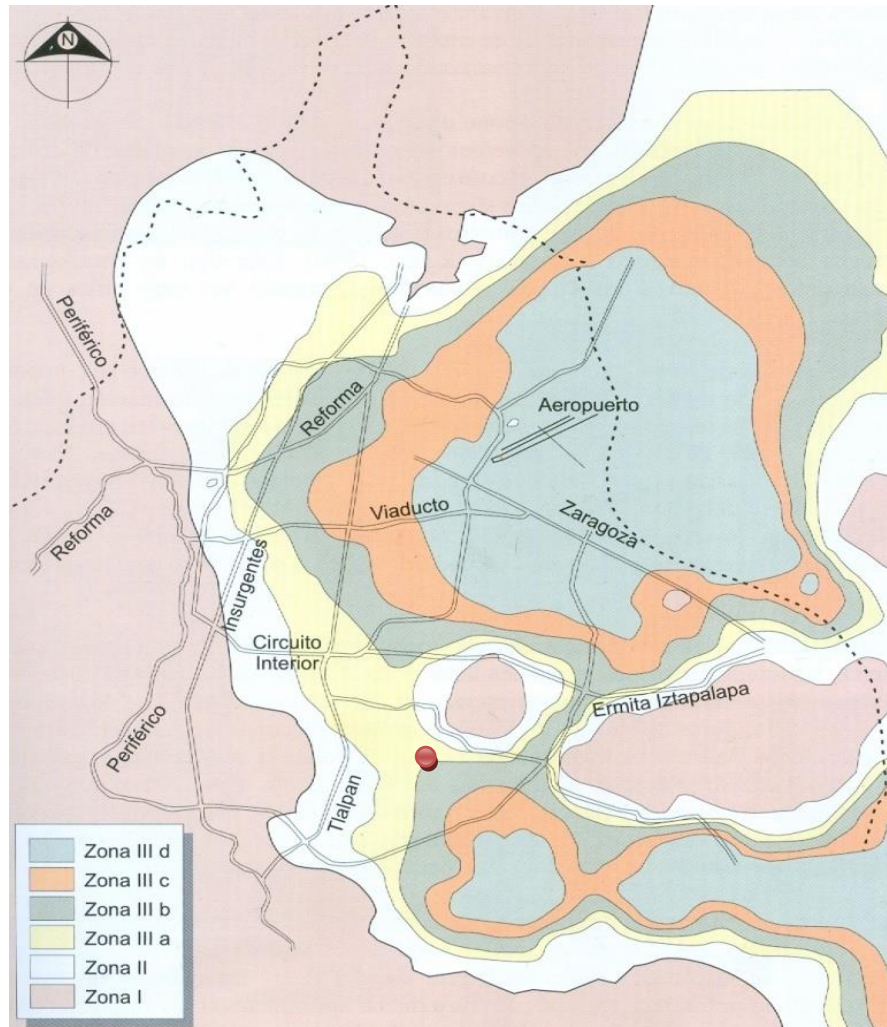 N
Periférico
Reforma
Aeropuerto
Reforma
Viaducto
Zaragoza
Insurgentes
Circuito
Interior
Ermita Iztapalapa
Periférico
Tlalpan
Zona III d
Zona III c
Zona III b
Zona III a
Zona II
Zona I